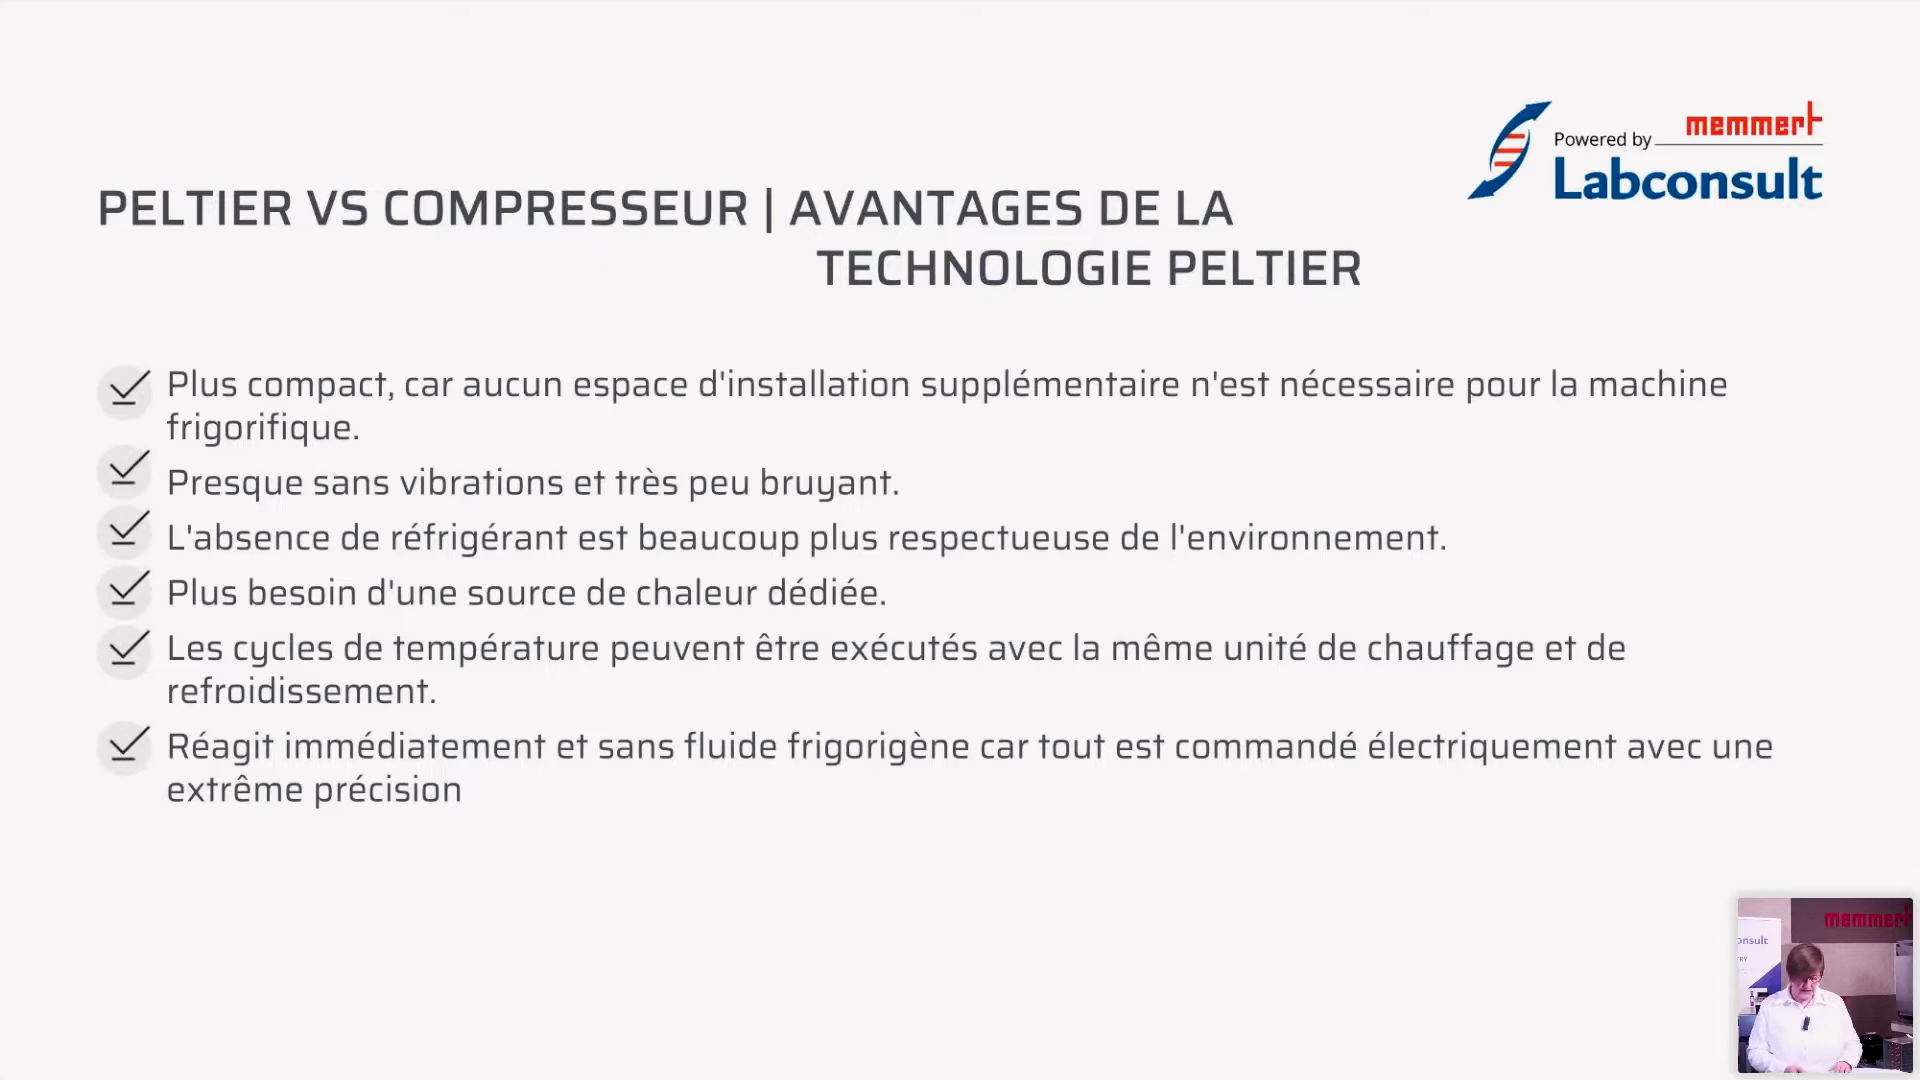 memmert
Powered by
Labconsult
PELTIER VS COMPRESSEUR | AVANTAGES DE LA
TECHNOLOGIE PELTIER
Plus compact, car aucun espace d'installation supplémentaire n'est nécessaire pour la machine
frigorifique.
Presque sans vibrations et très peu bruyant.
L'absence de réfrigérant est beaucoup plus respectueuse de l'environnement.
Plus besoin d'une source de chaleur dédiée.
Les cycles de température peuvent être exécutés avec la même unité de chauffage et de
refroidissement.
Réagit immédiatement et sans fluide frigorigène car tout est commandé électriquement avec une
extrême précision
memmert
onsult
TRY